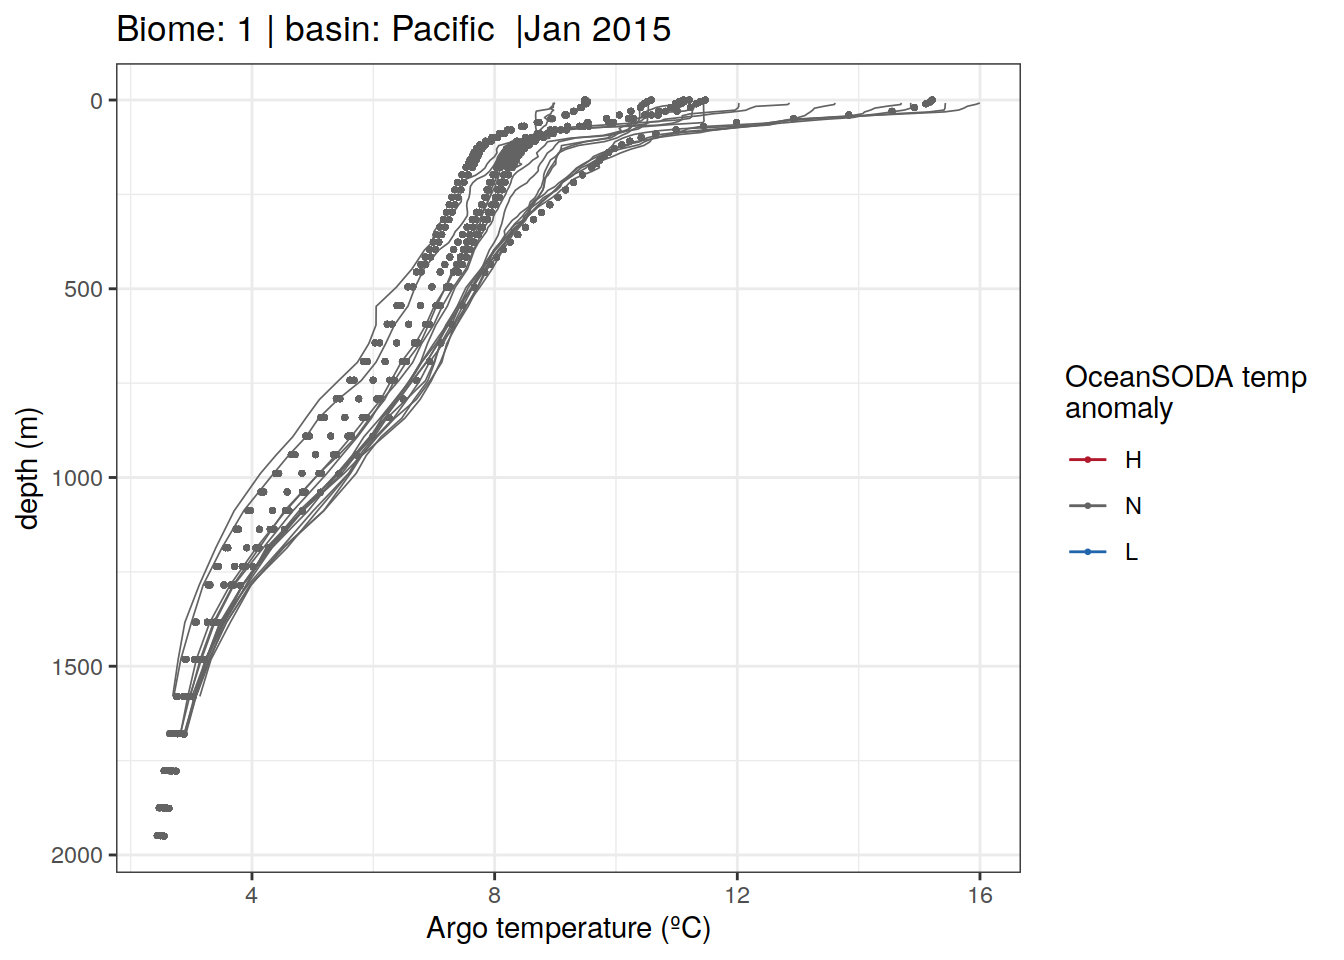 Biome: 1 | basin: Pacific  |Jan 2015
0
500
1000
1500
2000
depth (m)
4
8
12
16
Argo temperature (ºC)
OceanSODA temp
anomaly
H
N
L